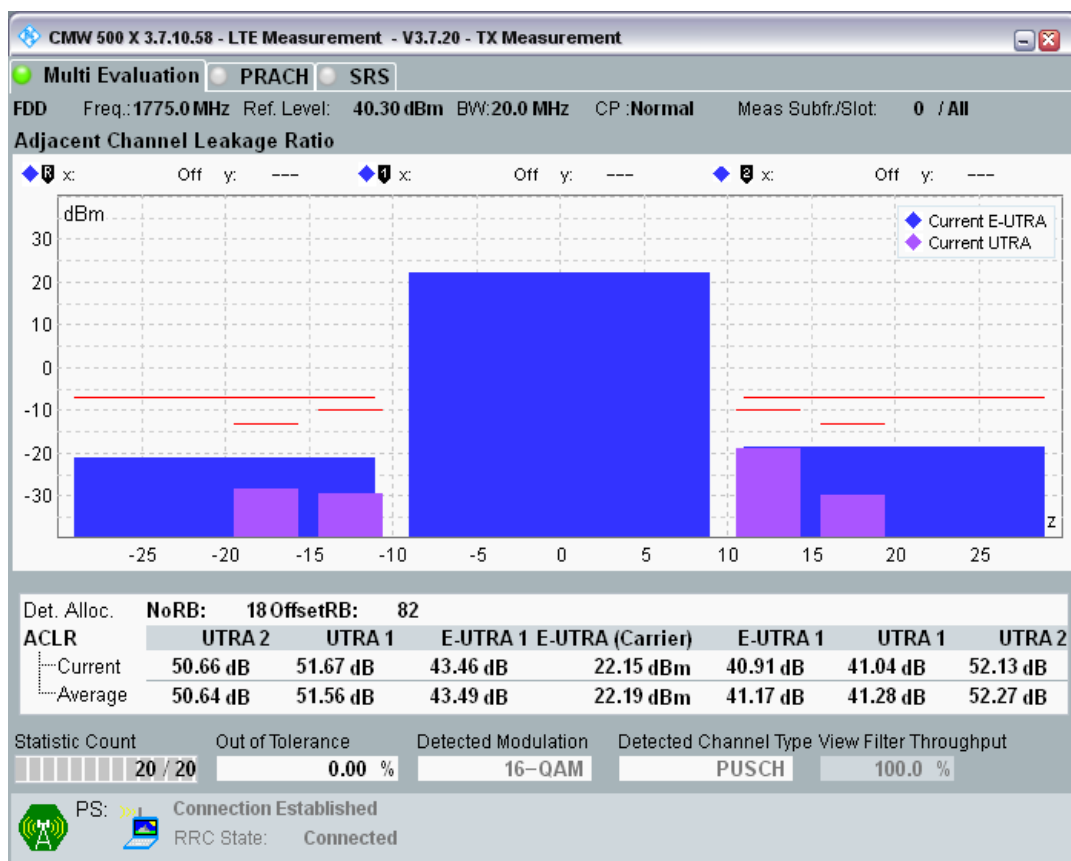 CMW 500 X 3.7.10.58 - LTE Measurement - V3.7.20 - TX Measurement
Multi Evaluation PRACH SRS
FDD Freq.: 1775.0 MHz Ref. Level: 40.30 dBm BW: 20.0 MHz CP : Normal Meas Subfr./Slot: 0 / All
Adjacent Channel Leakage Ratio
R x: Off y: --- 1 x: Off y: --- 2 x: Off y: ---
dBm
Current E-UTRA
Current UTRA
30
20
10
0
-10
-20
-30
z
-25 -20 -15 -10 -5 0 5 10 15 20 25
Det. Alloc. NoRB: 18 OffsetRB: 82
ACLR UTRA 2 UTRA 1 E-UTRA 1 E-UTRA (Carrier) E-UTRA 1 UTRA 1 UTRA 2
Current 50.66 dB 51.67 dB 43.46 dB 22.15 dBm 40.91 dB 41.04 dB 52.13 dB
Average 50.64 dB 51.56 dB 43.49 dB 22.19 dBm 41.17 dB 41.28 dB 52.27 dB
Statistic Count Out of Tolerance Detected Modulation Detected Channel Type View Filter Throughput
20 / 20 0.00 % 16-QAM PUSCH 100.0 %
PS: Connection Established
RRC State: Connected